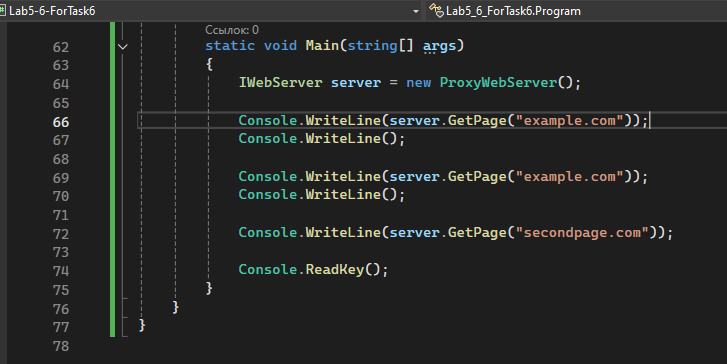 Lab5-6-ForTask6 Lab5_6_ForTask6.Program
Ссылок: 0
62 static void Main(string[] args)
63 {
64 IWebServer server = new ProxyWebServer();
65
66 Console.WriteLine(server.GetPage("example.com"));
67 Console.WriteLine();
68
69 Console.WriteLine(server.GetPage("example.com"));
70 Console.WriteLine();
71
72 Console.WriteLine(server.GetPage("secondpage.com"));
73
74 Console.ReadKey();
75 }
76 }
77 }
78